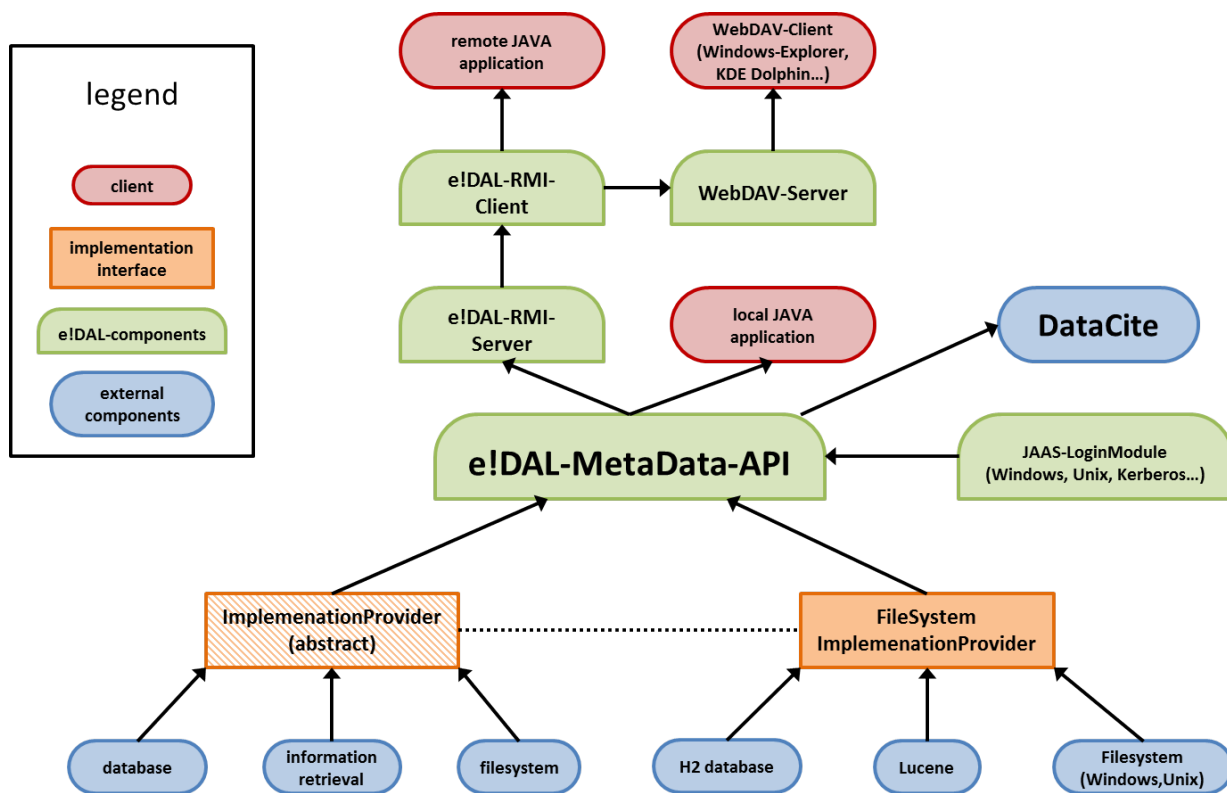 legend
client
implementation
interface
e!DAL-components
external
components
remote JAVA
application
WebDAV-Client
(Windows-Explorer,
KDE Dolphin...)
e!DAL-RMI-
Client
WebDAV-Server
e!DAL-RMI-
Server
local JAVA
application
DataCite
e!DAL-MetaData-API
JAAS-LoginModule
(Windows, Unix, Kerberos...)
ImplemenationProvider
(abstract)
FileSystem
ImplemenationProvider
database
information
retrieval
filesystem
H2 database
Lucene
Filesystem
(Windows,Unix)